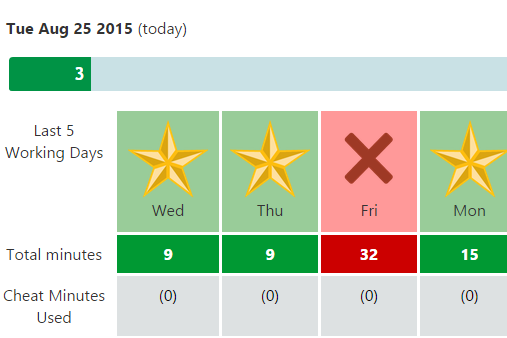 Tue Aug 25 2015 (today)
3
Last 5
Working Days
Wed Thu Fri Mon
Total minutes 9 9 32 15
Cheat Minutes
Used
(0) (0) (0) (0)